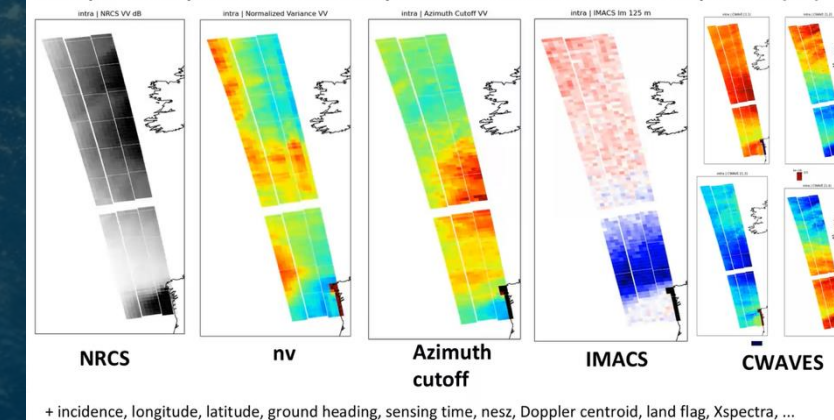 intra | NRCS VV dB
intra | Normalized Variance VV
intra | Azimuth Cutoff VV
intra | IMACS Im 125 m
NRCS
nv
Azimuth
cutoff
IMACS
CWAVES
+ incidence, longitude, latitude, ground heading, sensing time, nesz, Doppler centroid, land flag, Xspectra, ...